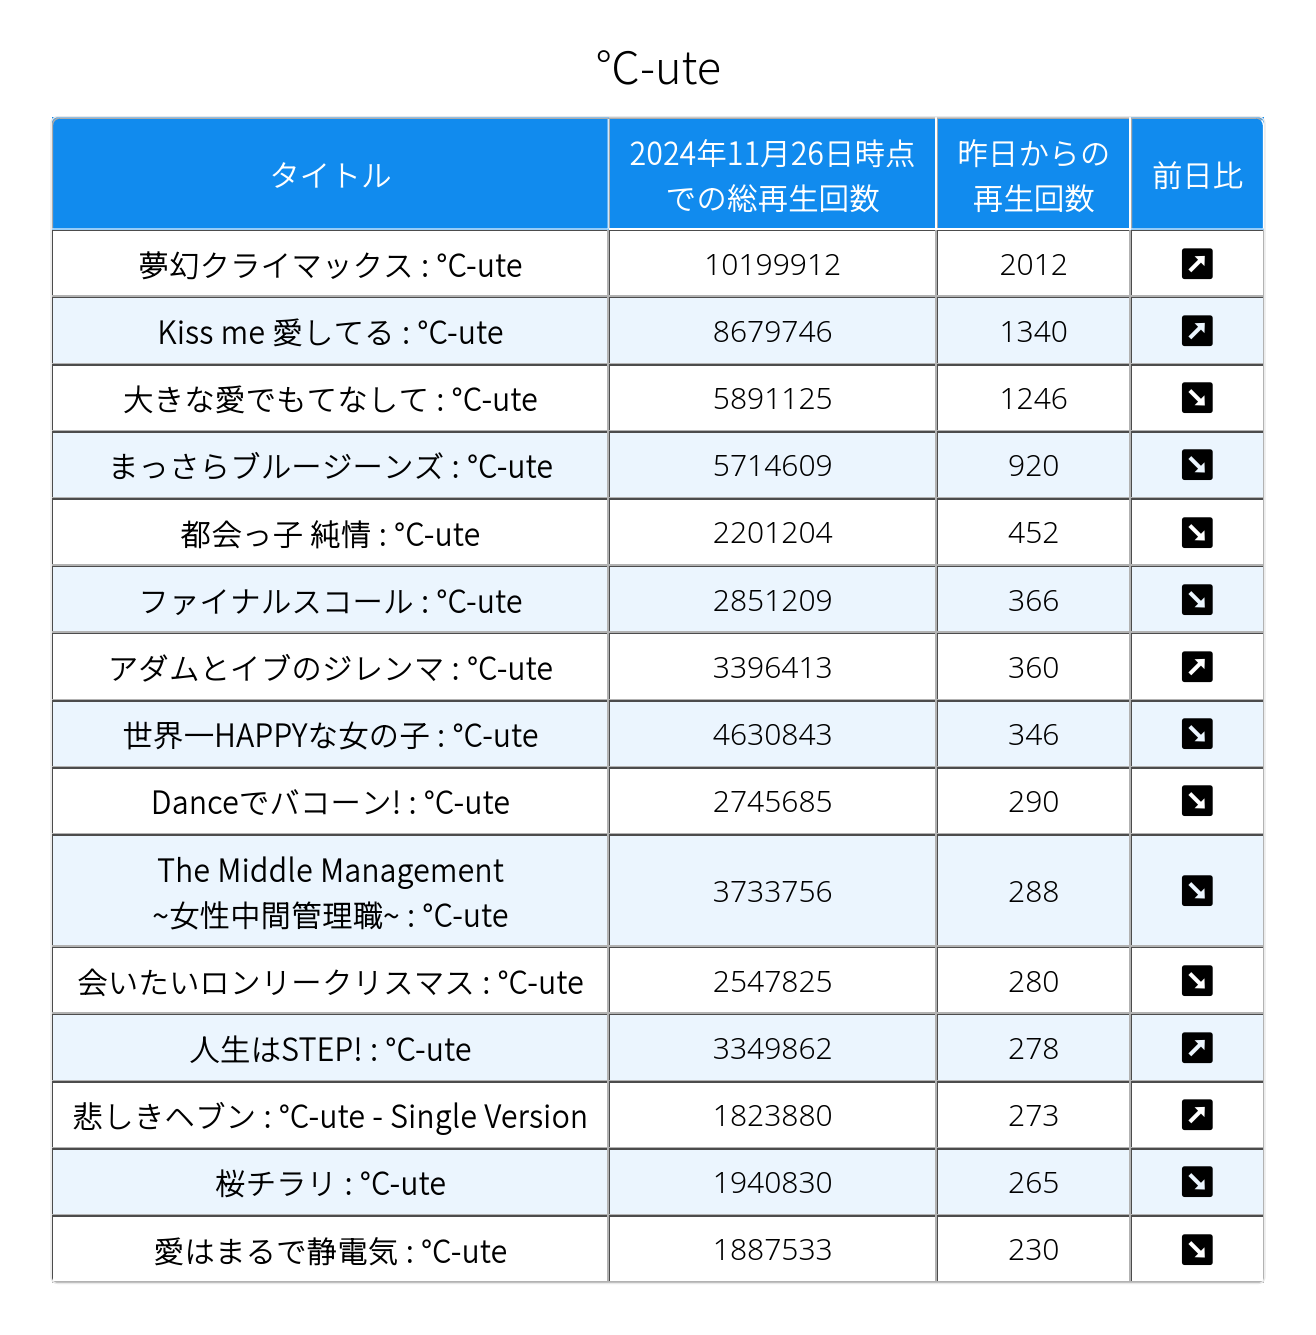 °C-ute
タイトル
2024年11月26日時点
での総再生回数
昨日からの
再生回数
前日比
夢幻クライマックス : °C-ute 10199912 2012 ↗
Kiss me 愛してる : °C-ute 8679746 1340 ↗
大きな愛でもてなして : °C-ute 5891125 1246 ↘
まっさらブルージーンズ : °C-ute 5714609 920 ↘
都会っ子 純情 : °C-ute 2201204 452 ↘
ファイナルスコール : °C-ute 2851209 366 ↘
アダムとイブのジレンマ : °C-ute 3396413 360 ↗
世界一HAPPYな女の子 : °C-ute 4630843 346 ↘
Danceでバコーン! : °C-ute 2745685 290 ↘
The Middle Management
~女性中間管理職~ : °C-ute 3733756 288 ↘
会いたいロンリークリスマス : °C-ute 2547825 280 ↘
人生はSTEP! : °C-ute 3349862 278 ↗
悲しきヘブン : °C-ute - Single Version 1823880 273 ↗
桜チラリ : °C-ute 1940830 265 ↘
愛はまるで静電気 : °C-ute 1887533 230 ↘